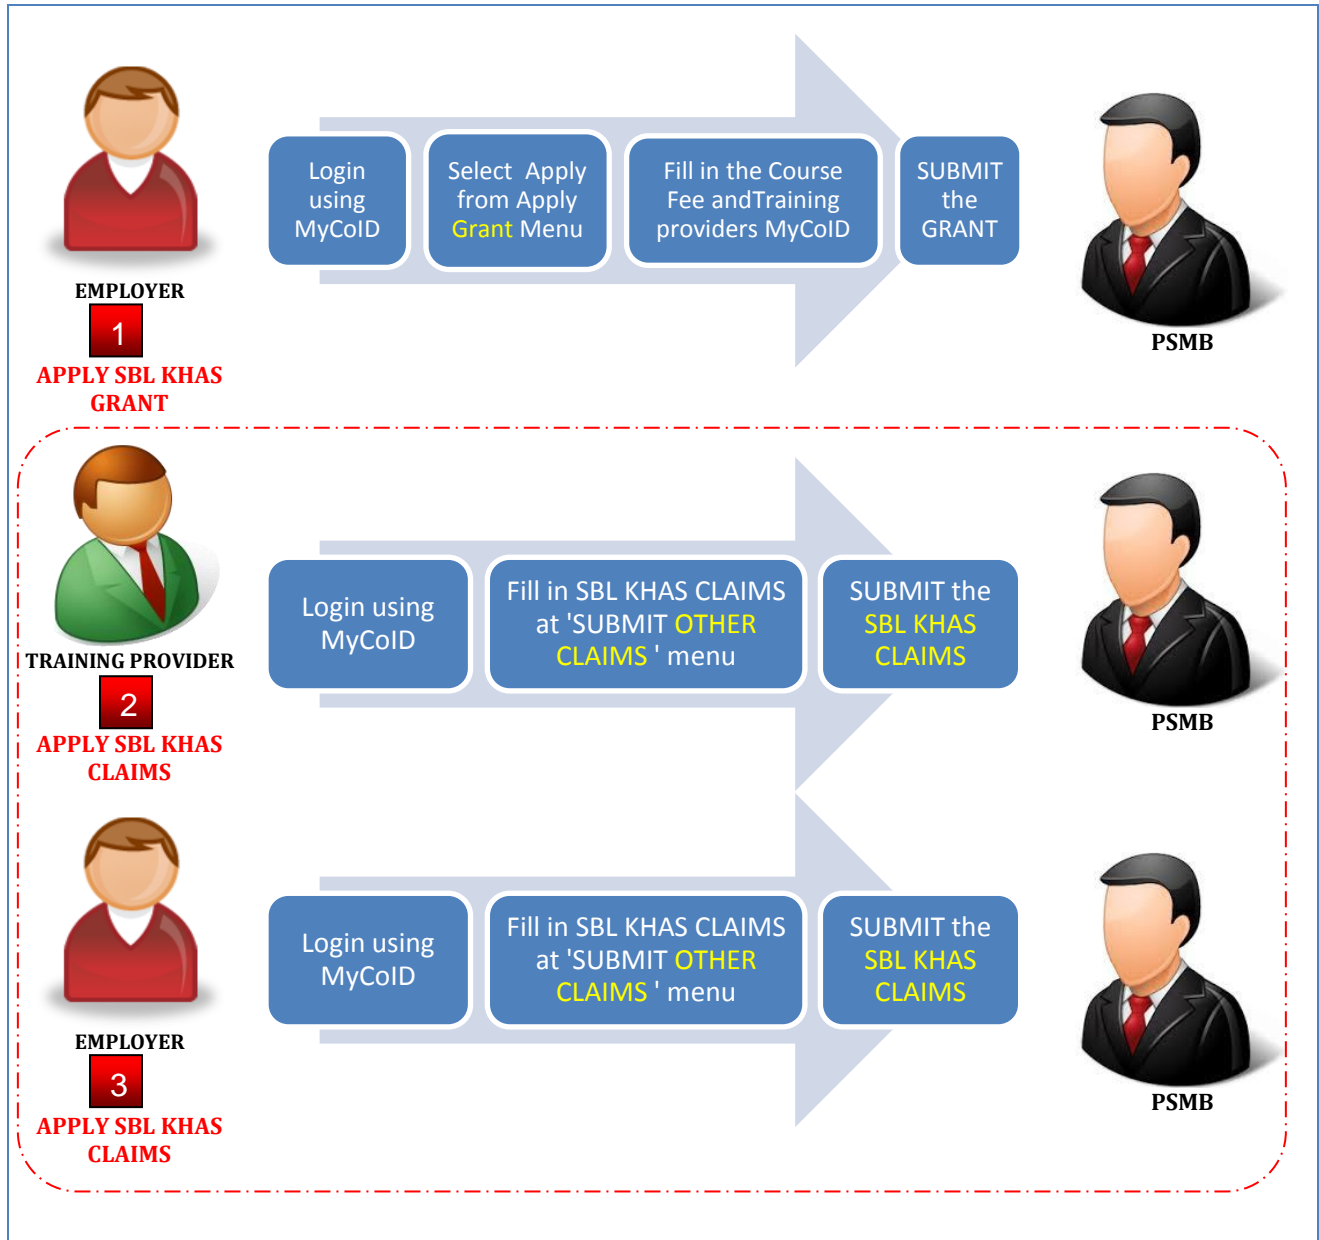 Login
using
MyCoID
Select Apply
from Apply
Grant Menu
Fill in the Course
Fee andTraining
providers MyCoID
SUBMIT
the
GRANT
EMPLOYER
1
APPLY SBL KHAS
GRANT
PSMB
Login using
MyCoID
Fill in SBL KHAS CLAIMS
at 'SUBMIT OTHER
CLAIMS ' menu
SUBMIT the
SBL KHAS
CLAIMS
TRAINING PROVIDER
2
APPLY SBL KHAS
CLAIMS
PSMB
Login using
MyCoID
Fill in SBL KHAS CLAIMS
at 'SUBMIT OTHER
CLAIMS ' menu
SUBMIT the
SBL KHAS
CLAIMS
EMPLOYER
3
APPLY SBL KHAS
CLAIMS
PSMB